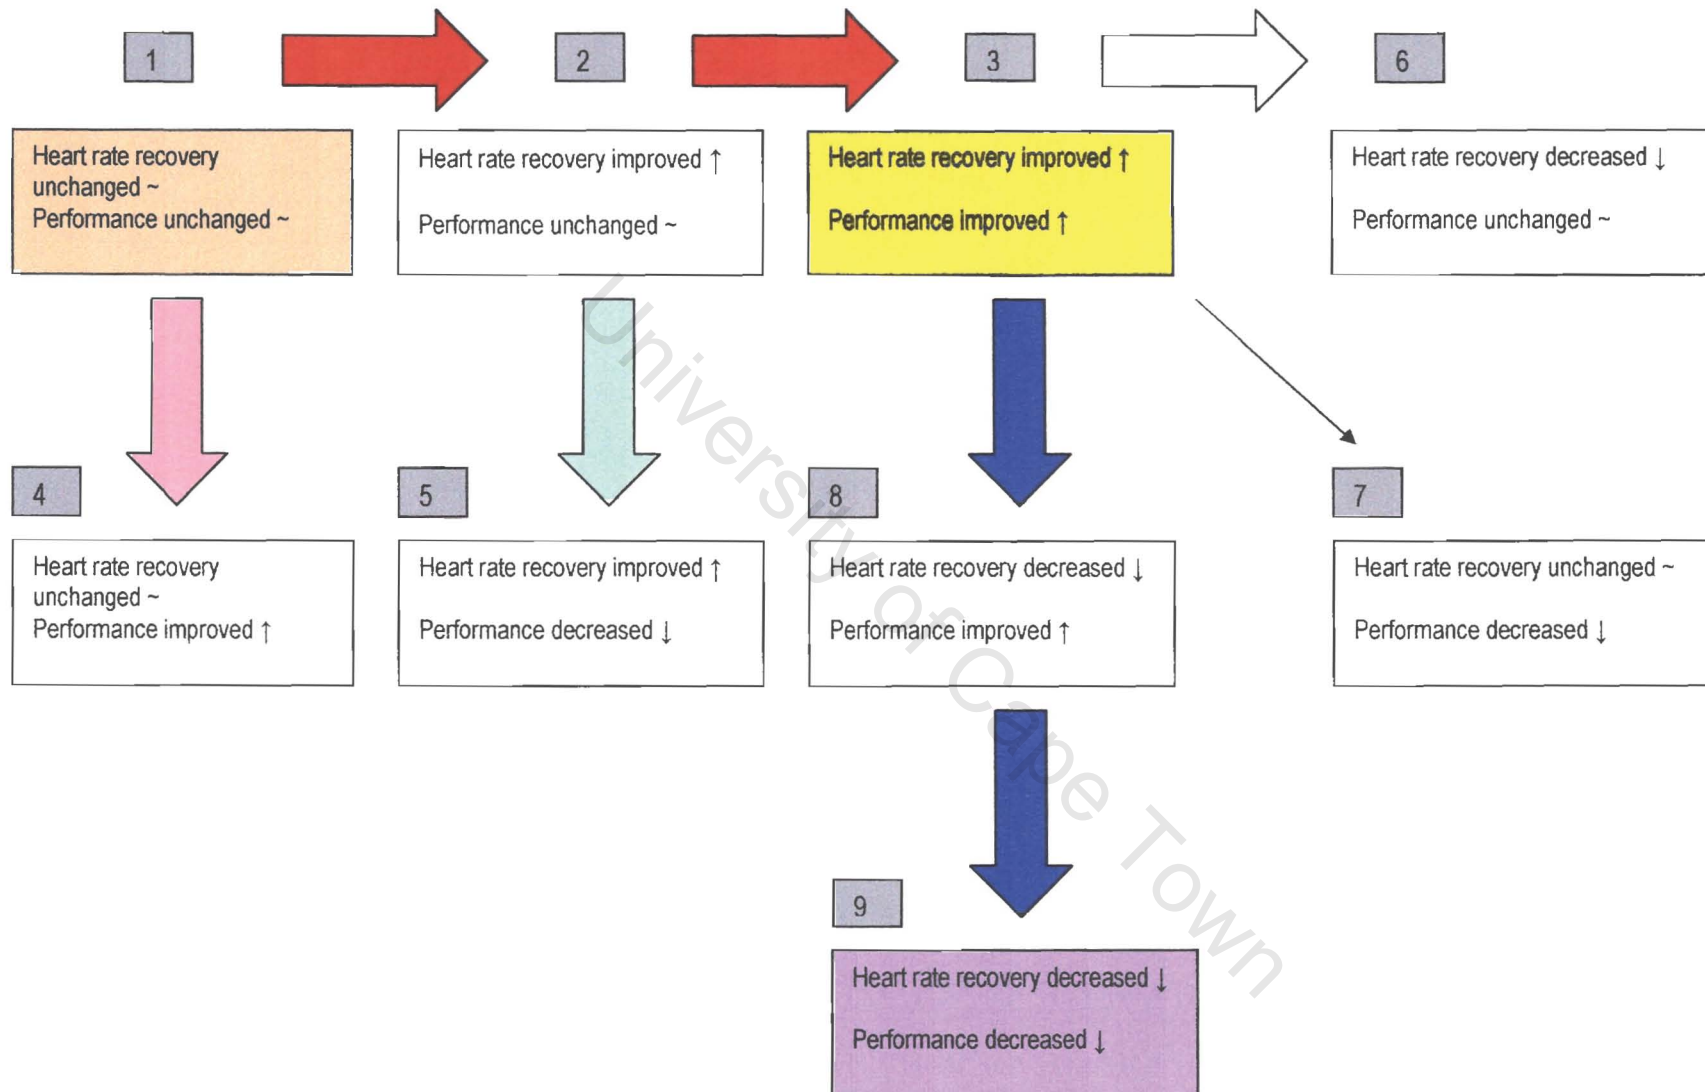 1
2
3
6
Heart rate recovery
unchanged ~
Performance unchanged ~
Heart rate recovery improved ↑
Performance unchanged ~
Heart rate recovery improved ↑
Performance improved ↑
Heart rate recovery decreased ↓
Performance unchanged ~
4
5
8
7
Heart rate recovery
unchanged ~
Performance improved ↑
Heart rate recovery improved ↑
Performance decreased ↓
Heart rate recovery decreased ↓
Performance improved ↑
Heart rate recovery unchanged ~
Performance decreased ↓
9
Heart rate recovery decreased ↓
Performance decreased ↓
University of Cape Town